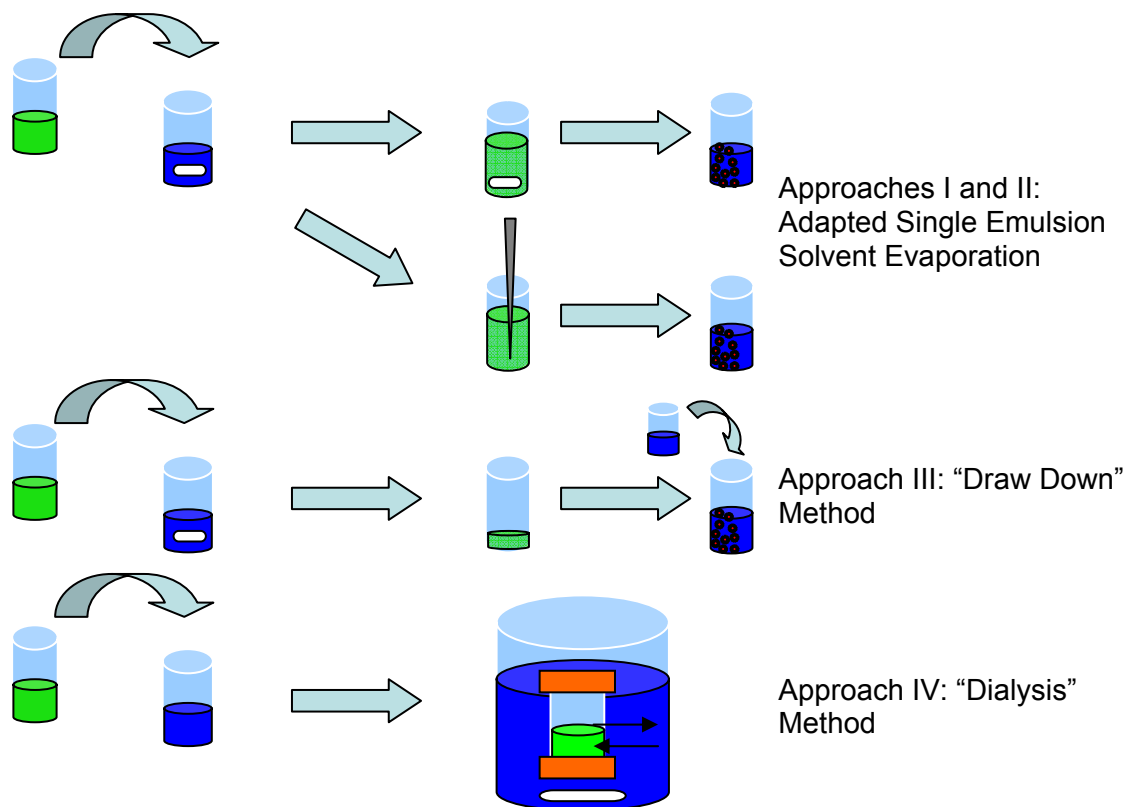 Approaches I and II:
Adapted Single Emulsion
Solvent Evaporation
Approach III: “Draw Down”
Method
Approach IV: “Dialysis”
Method